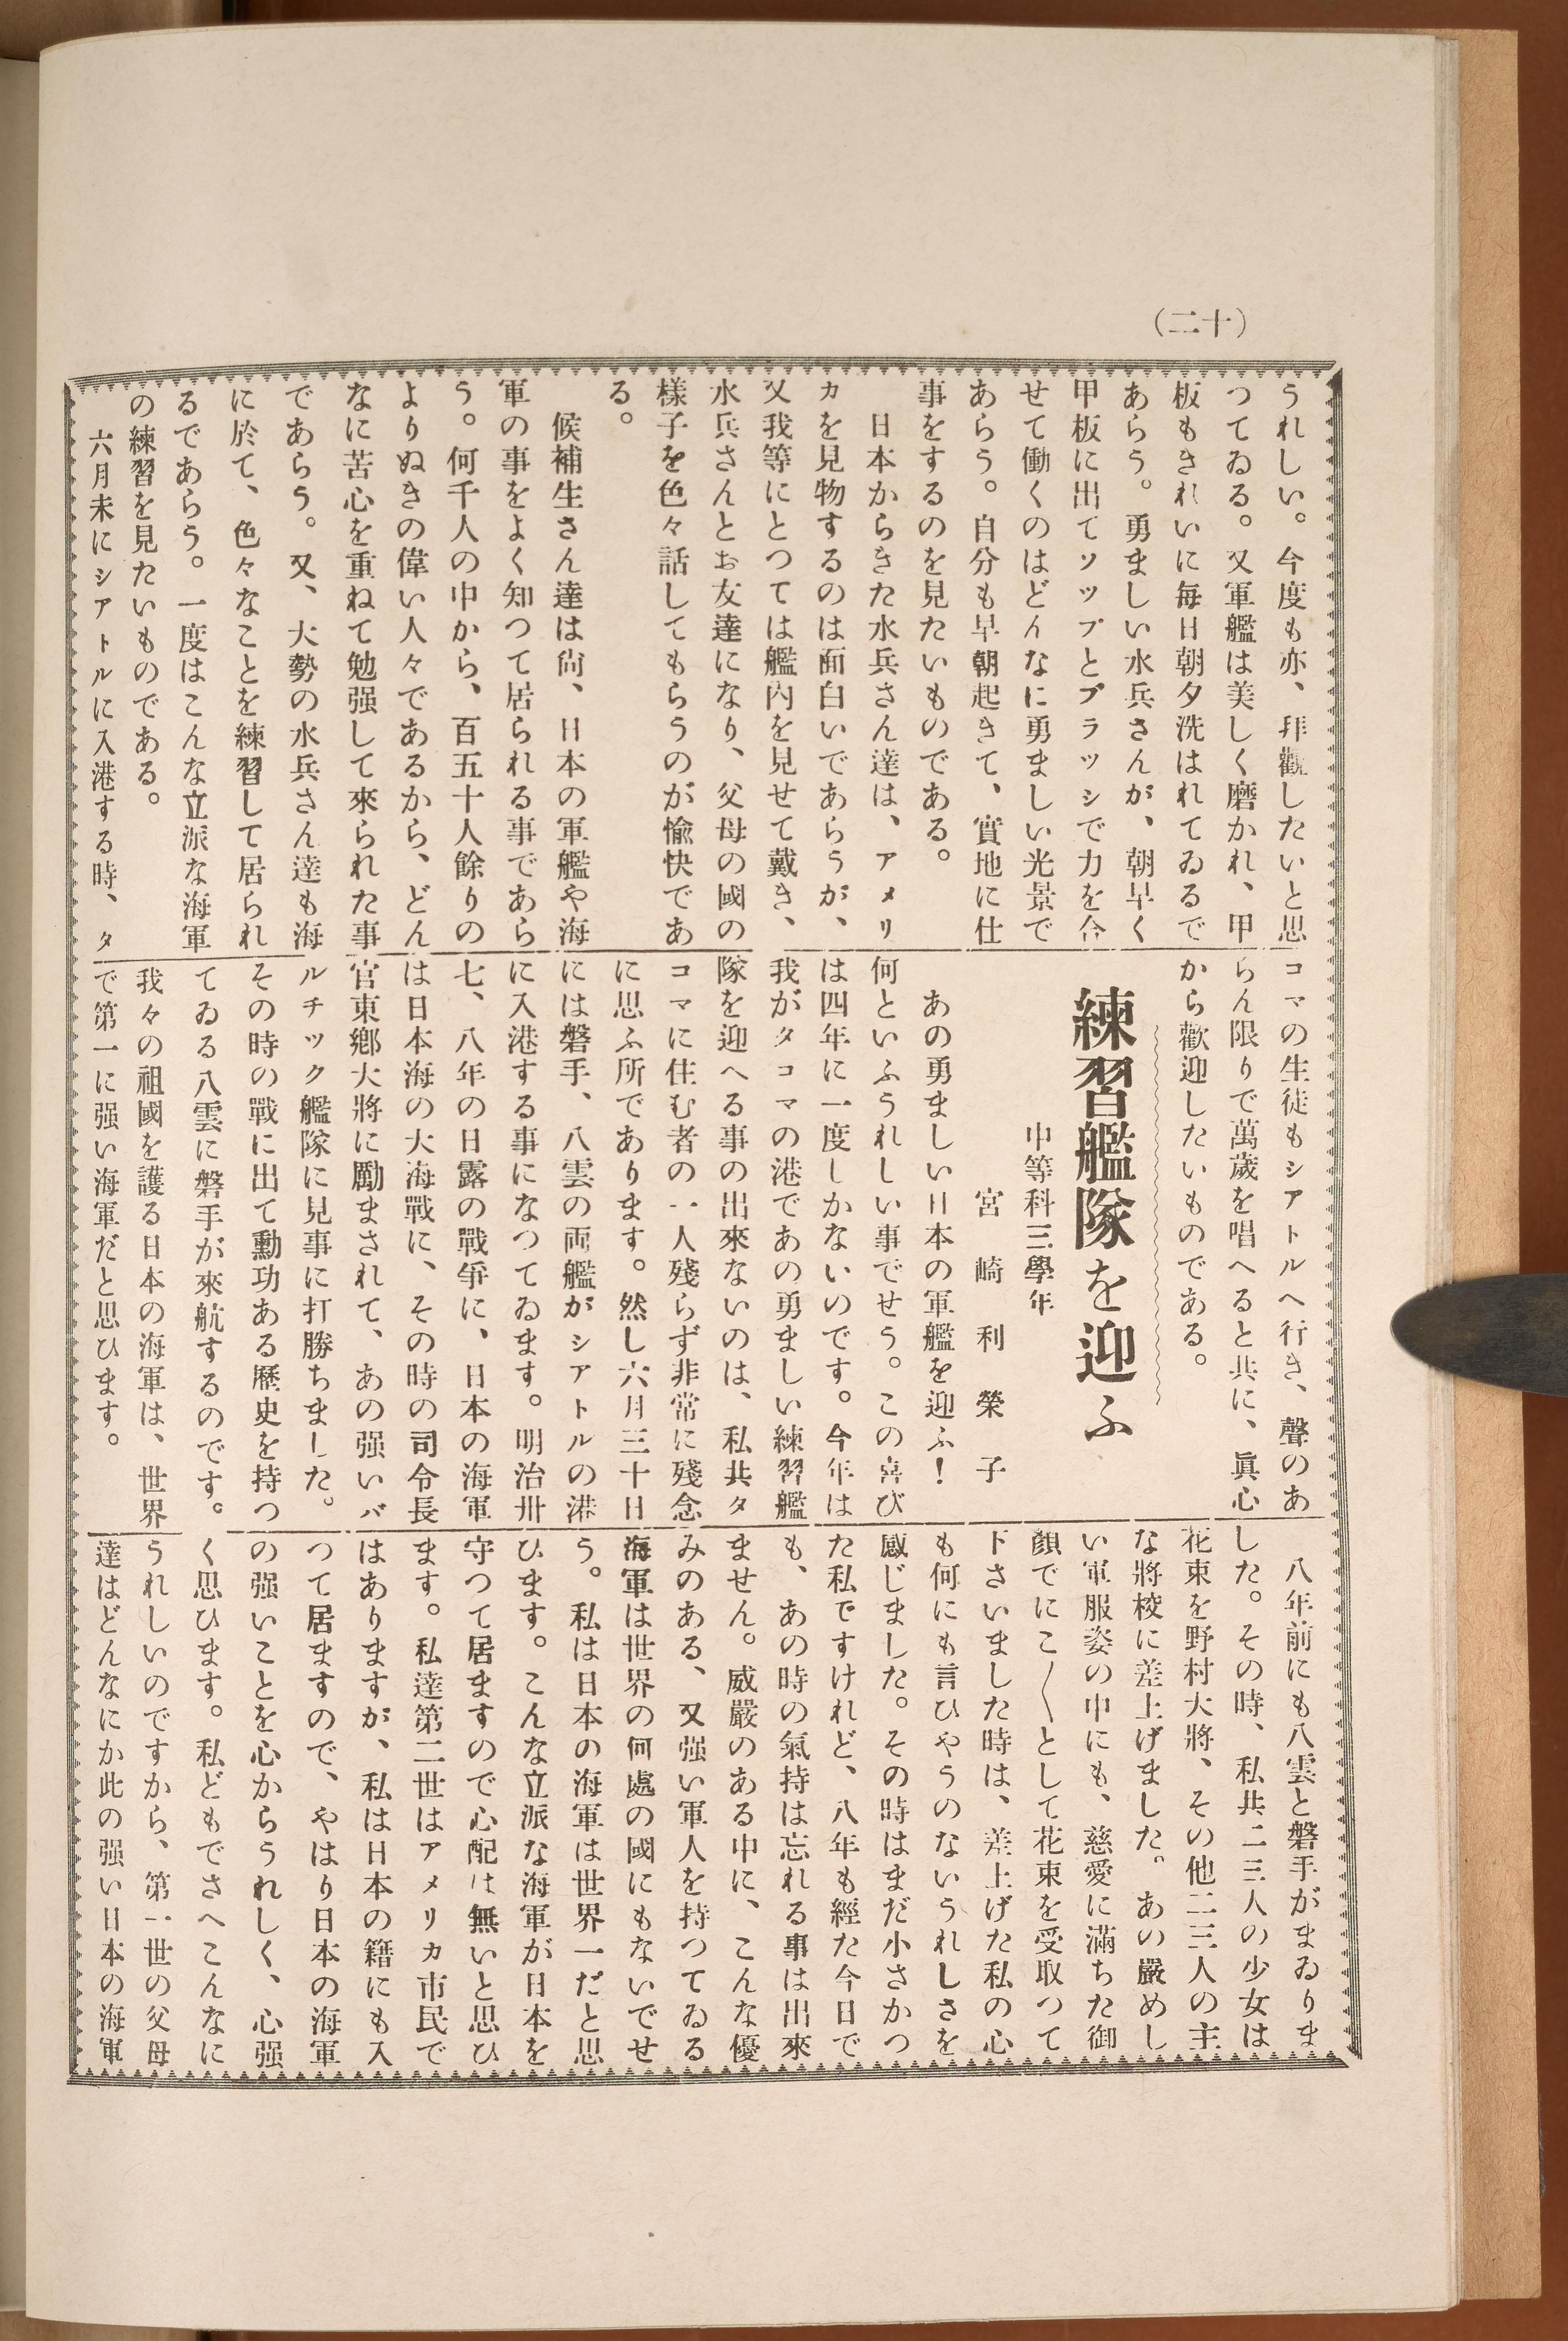 （二十）
うれしい。今度も亦、拜觀したいと思
つてゐる。又軍艦は美しく磨かれ、甲
板もきれいに每日朝夕洗はれてゐるで
あらう。勇ましい水兵さんが、朝早く
甲板に出てソップとブラッシで力を合
せて働くのはどんなに勇ましい光景で
あらう。自分も早朝起きて、實地に仕
事をするのを見たいものである。
日本からきた水兵さん達は、アメリ
カを見物するのは面白いであらうが、
又我等にとつては艦內を見せて戴き、
水兵さんとお友達になり、父母の國の
樣子を色々話してもらうのが愉快であ
る。
候補生さん達は尙、日本の軍艦や海
軍の事をよく知つて居られる事であら
う。何千人の中から、百五十人餘りの
よりぬきの偉い人々であるから、どん
なに苦心を重ねて勉强して來られた事
であらう。又、大勢の水兵さん達も海
に於て、色々なことを練習して居られ
るであらう。一度はこんな立派な海軍
の練習を見たいものである。
六月末にシアトルに入港する時、タ
コマの生徒もシアトルへ行き、聲のあ
らん限りで萬歲を唱へると共に、眞心
から歡迎したいものである。
練習艦隊を迎ふ
中等科三學年
宮崎利榮子
あの勇ましい日本の軍艦を迎ふ！
何といふうれしい事でせう。この喜び
は四年に一度しかないのです。今年は
我がタコマの港であの勇ましい練習艦
隊を迎へる事の出來ないのは、私共タ
コマに住む者の一人殘らず非常に殘念
に思ふ所であります。然し六月三十日
には磐手、八雲の両艦がシアトルの港
に入港する事になつてゐます。明治卅
七、八年の日露の戰爭に、日本の海軍
は日本海の大海戰に、その時の司令長
官東鄕大將に勵まされて、あの强いバ
ルチック艦隊に見事に打勝ちました。
その時の戰に出て勳功ある歷史を持つ
てゐる八雲に磐手が來航するのです。
我々の祖國を護る日本の海軍は、世界
で第一に强い海軍だと思ひます。
八年前にも八雲と磐手がまゐりま
した。その時、私共二三人の少女は
花束を野村大將、その他二三人の主
な將校に差上げました。あの嚴めし
い軍服姿の中にも、慈愛に滿ちた御
顏でにこ〱として花束を受取つて
下さいました時は、差上げた私の心
も何にも言ひやうのないうれしさを
感じました。その時はまだ小さかつ
た私ですけれど、八年も經た今日で
も、あの時の氣持は忘れる事は出來
ません。威嚴のある中に、こんな優
みのある、又强い軍人を持つてゐる
海軍は世界の何處の國にもないでせ
う。私は日本の海軍は世界一だと思
ひます。こんな立派な海軍が日本を
守つて居ますので心配は無いと思ひ
ます。私達第二世はアメリカ市民で
はありますが、私は日本の籍にも入
つて居ますので、やはり日本の海軍
の强いことを心からうれしく、心强
く思ひます。私どもでさへこんなに
うれしいのですから、第一世の父母
達はどんなにか此の强い日本の海軍